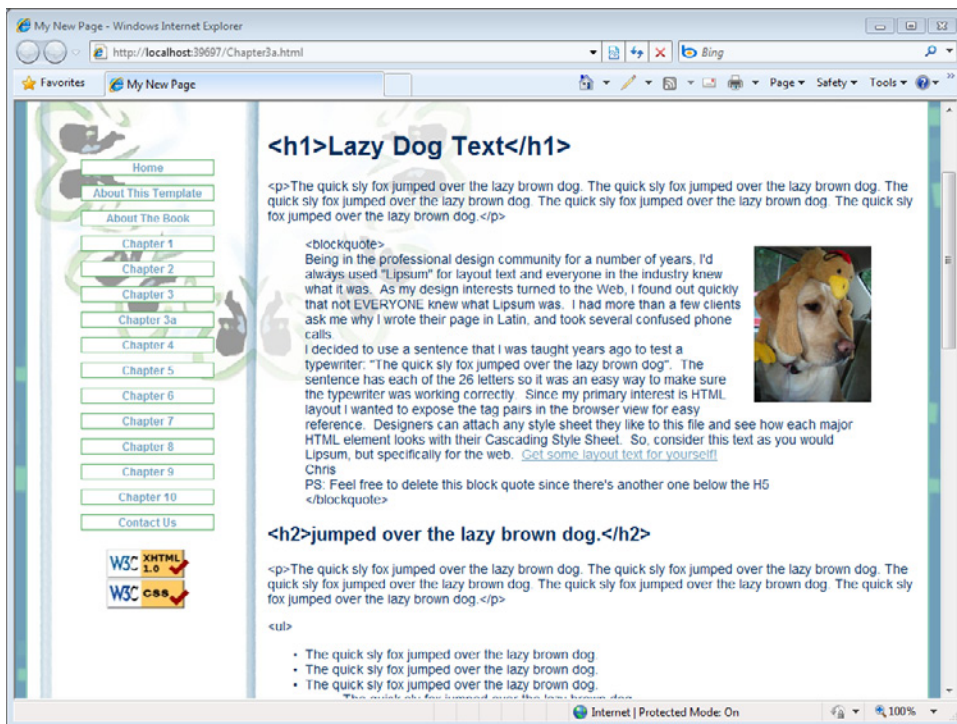 My New Page - Windows Internet Explorer
http://localhost:39697/Chapter3a.html
Bing
Favorites
My New Page
Page
Safety
Tools
Home
About This Template
About The Book
Chapter 1
Chapter 2
Chapter 3
Chapter 3a
Chapter 4
Chapter 5
Chapter 6
Chapter 7
Chapter 8
Chapter 9
Chapter 10
Contact Us
W3C XHTML 1.0
W3C css
<h1>Lazy Dog Text</h1>
<p>The quick sly fox jumped over the lazy brown dog. The quick sly fox jumped over the lazy brown dog. The
quick sly fox jumped over the lazy brown dog. The quick sly fox jumped over the lazy brown dog. The quick sly
fox jumped over the lazy brown dog.</p>
<blockquote>
Being in the professional design community for a number of years, I'd
always used "Lipsum" for layout text and everyone in the industry knew
what it was. As my design interests turned to the Web, I found out quickly
that not EVERYONE knew what Lipsum was. I had more than a few clients
ask me why I wrote their page in Latin, and took several confused phone
calls.
I decided to use a sentence that I was taught years ago to test a
typewriter: "The quick sly fox jumped over the lazy brown dog". The
sentence has each of the 26 letters so it was an easy way to make sure
the typewriter was working correctly. Since my primary interest is HTML
layout I wanted to expose the tag pairs in the browser view for easy
reference. Designers can attach any style sheet they like to this file and see how each major
HTML element looks with their Cascading Style Sheet. So, consider this text as you would
Lipsum, but specifically for the web. Get some layout text for yourself!
Chris
PS: Feel free to delete this block quote since there's another one below the H5
</blockquote>
<h2>jumped over the lazy brown dog.</h2>
<p>The quick sly fox jumped over the lazy brown dog. The quick sly fox jumped over the lazy brown dog. The
quick sly fox jumped over the lazy brown dog. The quick sly fox jumped over the lazy brown dog. The quick sly
fox jumped over the lazy brown dog.</p>
<ul>
• The quick sly fox jumped over the lazy brown dog.
• The quick sly fox jumped over the lazy brown dog.
• The quick sly fox jumped over the lazy brown dog.
The quick sly fox jumped over the lazy brown dog
Internet | Protected Mode: On
100%